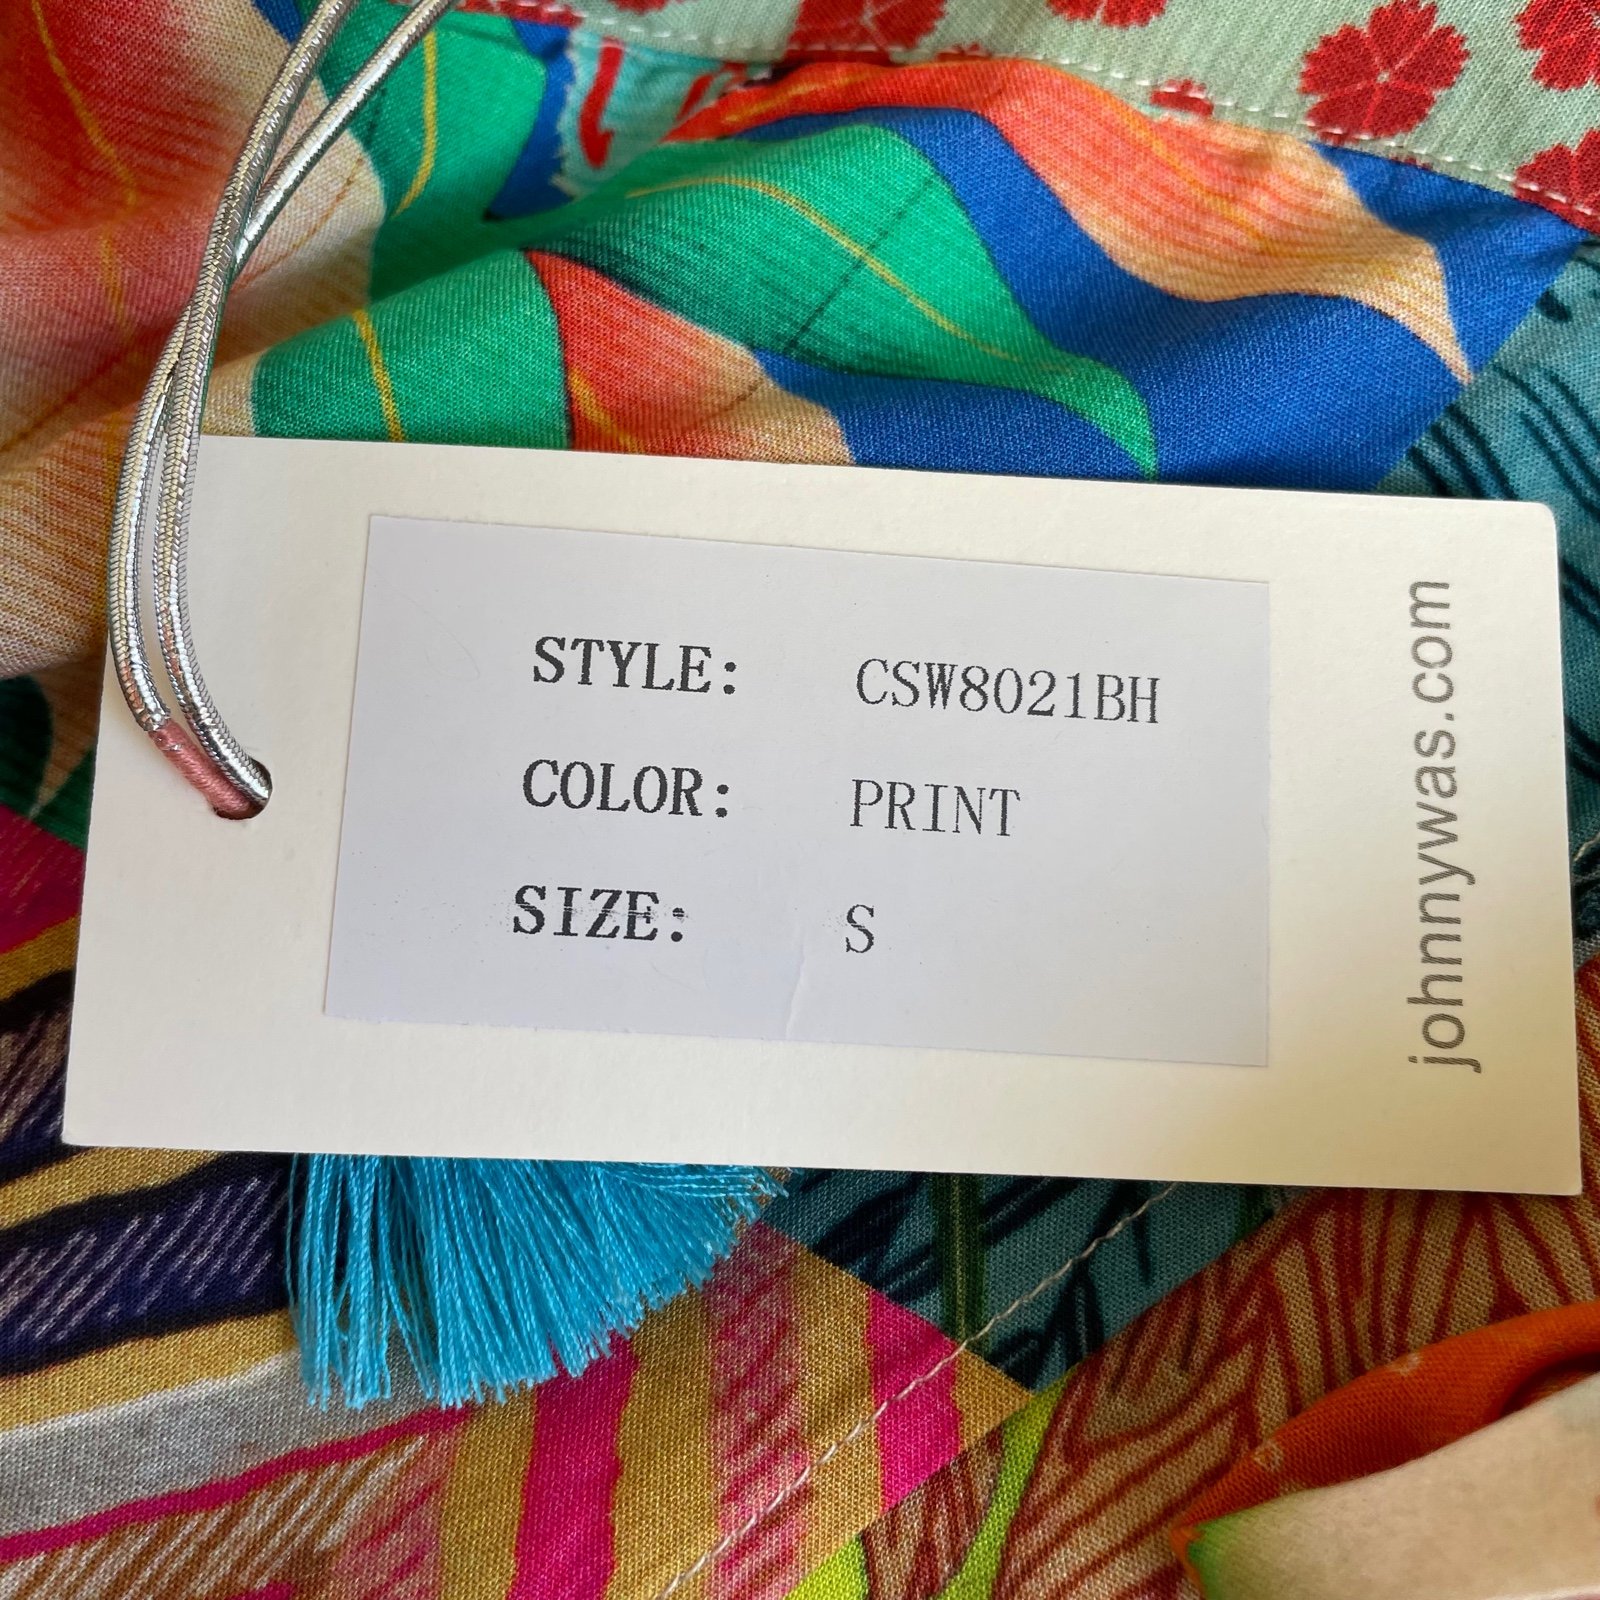 STYLE: CSW8021BH
COLOR: PRINT
SIZE: S
johnnywas.com